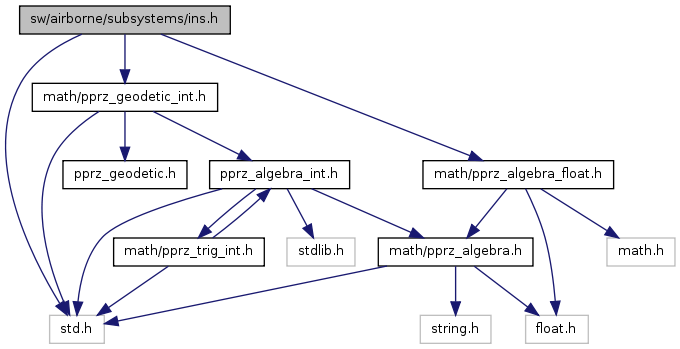 sw/airborne/subsystems/ins.h
math/pprz_geodetic_int.h
pprz_geodetic.h
pprz_algebra_int.h
math/pprz_algebra_float.h
math/pprz_trig_int.h
stdlib.h
math/pprz_algebra.h
math.h
std.h
string.h
float.h